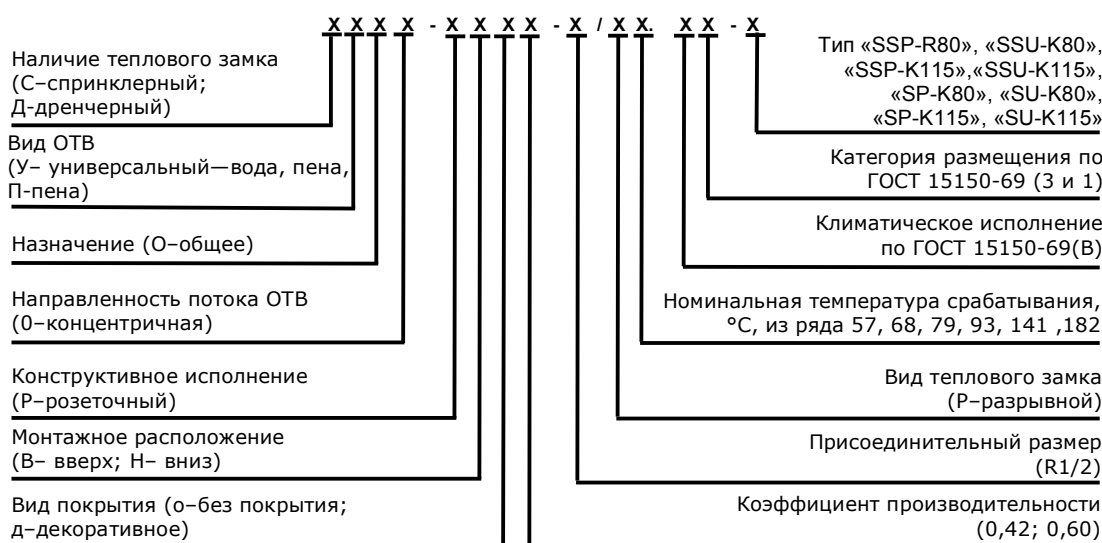 X X X X - X X X X - X / X X. X X - X
Наличие теплового замка
(С–спринклерный;
Д-дренчерный)
Вид ОТВ
(У– универсальный—вода, пена,
П-пена)
Назначение (О–общее)
Направленность потока ОТВ
(0–концентричная)
Конструктивное исполнение
(Р–розеточный)
Монтажное расположение
(В– вверх; Н– вниз)
Вид покрытия (о–без покрытия;
д–декоративное)
Тип «SSP-R80», «SSU-K80»,
«SSP-K115»,«SSU-K115»,
«SP-K80», «SU-K80»,
«SP-K115», «SU-K115»
Категория размещения по
ГОСТ 15150-69 (3 и 1)
Климатическое исполнение
по ГОСТ 15150-69(В)
Номинальная температура срабатывания,
°С, из ряда 57, 68, 79, 93, 141 ,182
Вид теплового замка
(Р–разрывной)
Присоединительный размер
(R1/2)
Коэффициент производительности
(0,42; 0,60)